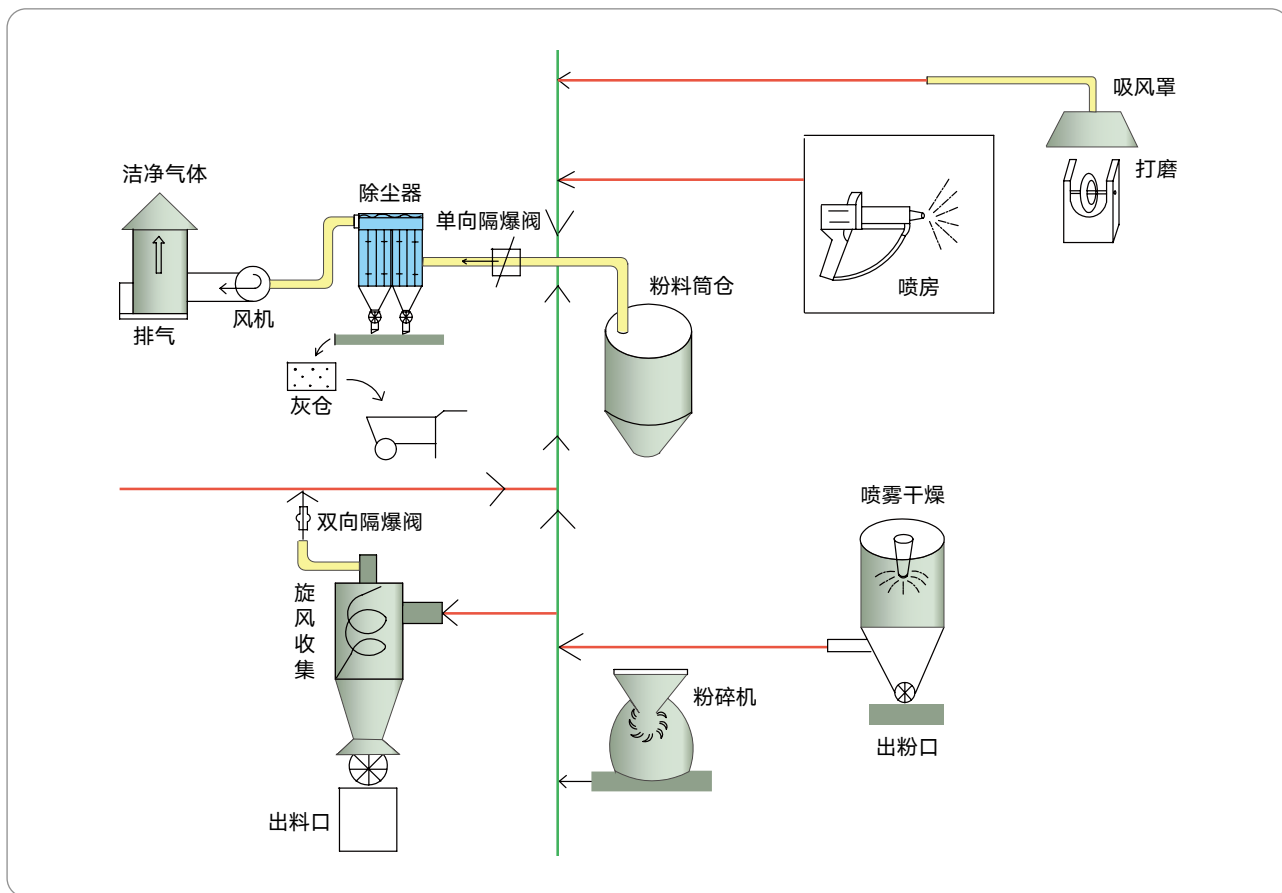 吸风罩
打磨
洁净气体
除尘器
单向隔爆阀
粉料筒仓
喷房
排气
风机
灰仓
喷雾干燥
双向隔爆阀
旋风收集
粉碎机
出粉口
出料口